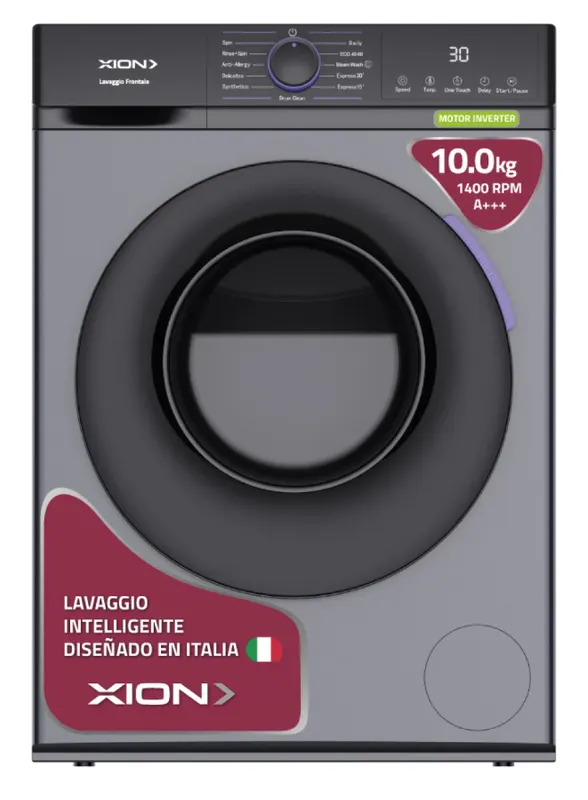 XION
Lavaggio Frontale
Spin
Rinse+Spin
Anti-Allergy
Delicates
Synthetics
Drum Clean
Daily
ECO 40-60
Steam Wash
Express30'
Express15'
30
Speed
Temp.
One Touch
Delay
Start/Pause
MOTOR INVERTER
10.0kg
1400 RPM
A+++
LAVAGGIO
INTELLIGENTE
DISEÑADO EN ITALIA
XION